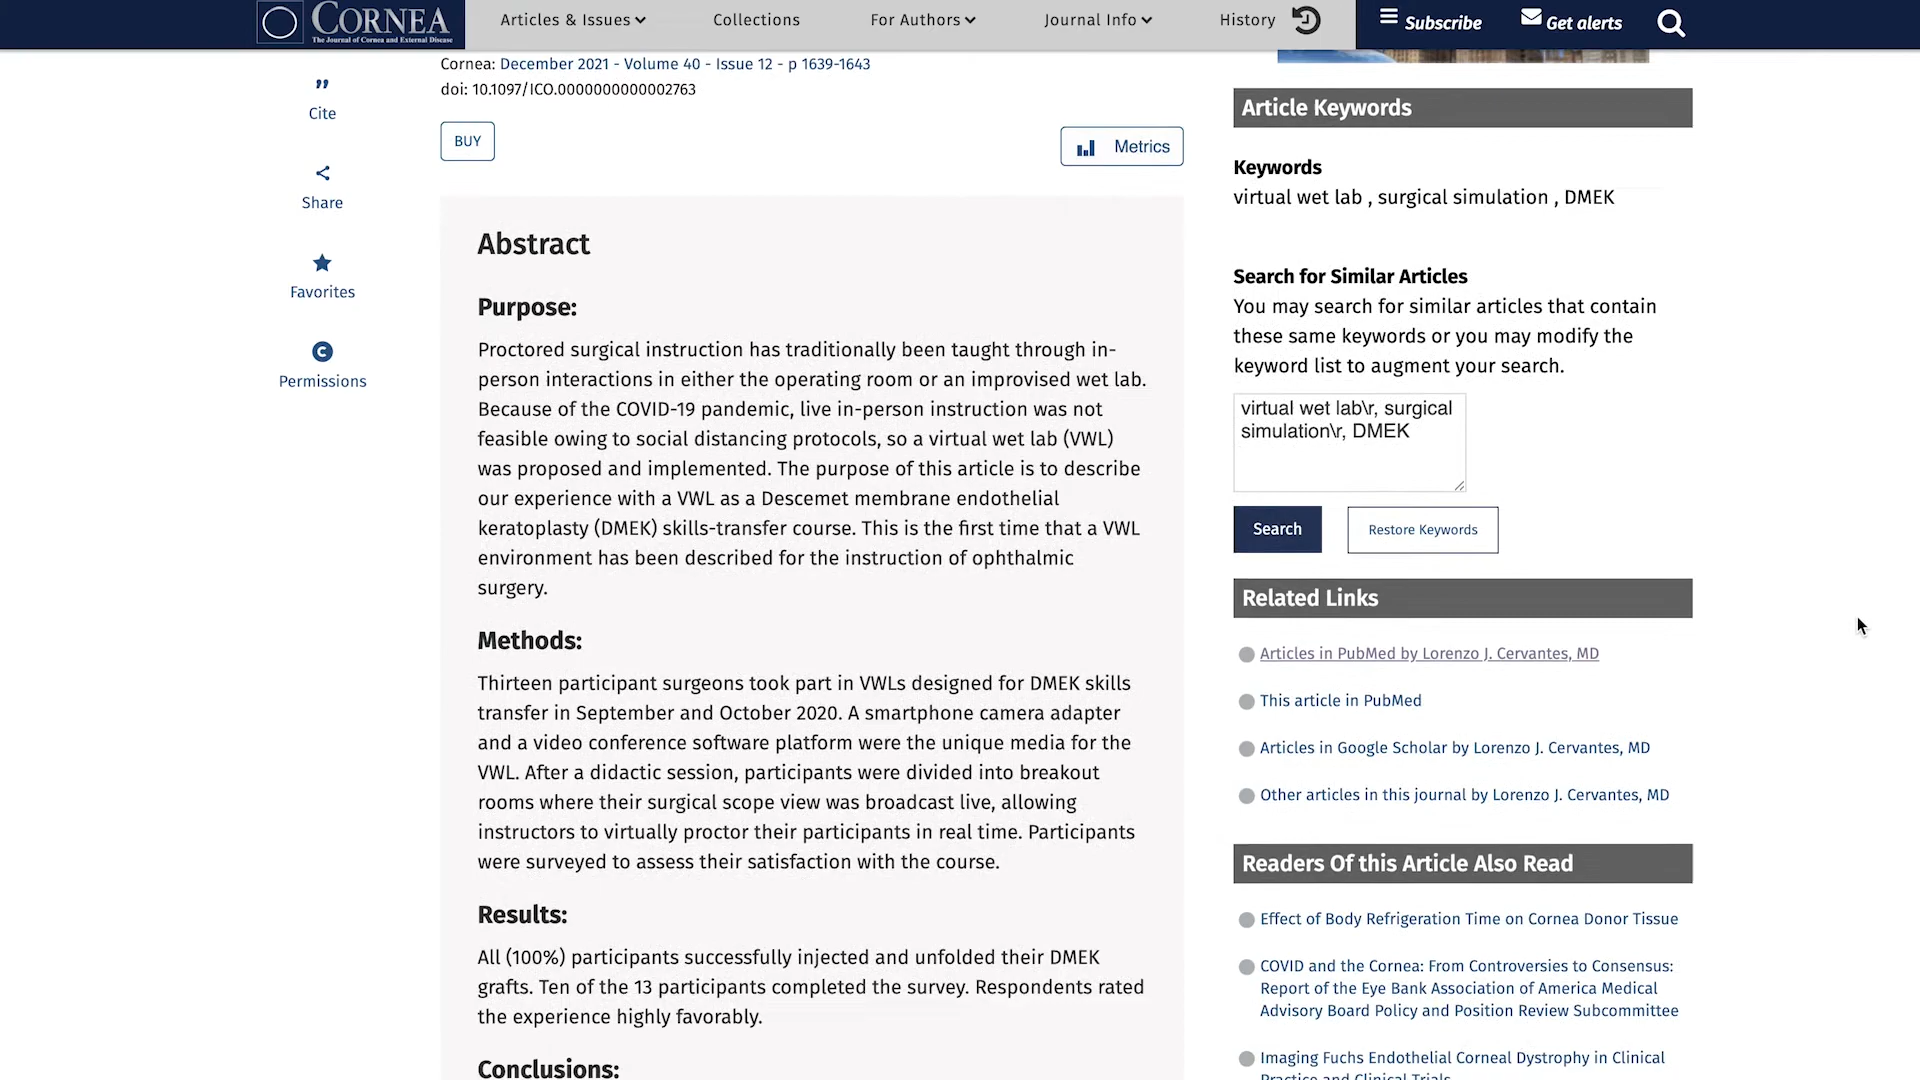 CORNEA
The Journal of Cornea and External Disease
Articles & Issues
Collections
For Authors
Journal Info
History
Subscribe
Get alerts
Cornea: December 2021 - Volume 40 - Issue 12 - p 1639-1643
doi: 10.1097/ICO.0000000000002763
Cite
Share
Favorites
Permissions
BUY
Metrics
Abstract
Purpose:
Proctored surgical instruction has traditionally been taught through in-
person interactions in either the operating room or an improvised wet lab.
Because of the COVID-19 pandemic, live in-person instruction was not
feasible owing to social distancing protocols, so a virtual wet lab (VWL)
was proposed and implemented. The purpose of this article is to describe
our experience with a VWL as a Descemet membrane endothelial
keratoplasty (DMEK) skills-transfer course. This is the first time that a VWL
environment has been described for the instruction of ophthalmic
surgery.
Methods:
Thirteen participant surgeons took part in VWLs designed for DMEK skills
transfer in September and October 2020. A smartphone camera adapter
and a video conference software platform were the unique media for the
VWL. After a didactic session, participants were divided into breakout
rooms where their surgical scope view was broadcast live, allowing
instructors to virtually proctor their participants in real time. Participants
were surveyed to assess their satisfaction with the course.
Results:
All (100%) participants successfully injected and unfolded their DMEK
grafts. Ten of the 13 participants completed the survey. Respondents rated
the experience highly favorably.
Conclusions:
Article Keywords
Keywords
virtual wet lab , surgical simulation , DMEK
Search for Similar Articles
You may search for similar articles that contain
these same keywords or you may modify the
keyword list to augment your search.
virtual wet lab\r, surgical
simulation\r, DMEK
Search
Restore Keywords
Related Links
Articles in PubMed by Lorenzo J. Cervantes, MD
This article in PubMed
Articles in Google Scholar by Lorenzo J. Cervantes, MD
Other articles in this journal by Lorenzo J. Cervantes, MD
Readers Of this Article Also Read
Effect of Body Refrigeration Time on Cornea Donor Tissue
COVID and the Cornea: From Controversies to Consensus:
Report of the Eye Bank Association of America Medical
Advisory Board Policy and Position Review Subcommittee
Imaging Fuchs Endothelial Corneal Dystrophy in Clinical
Practice and Clinical Trials